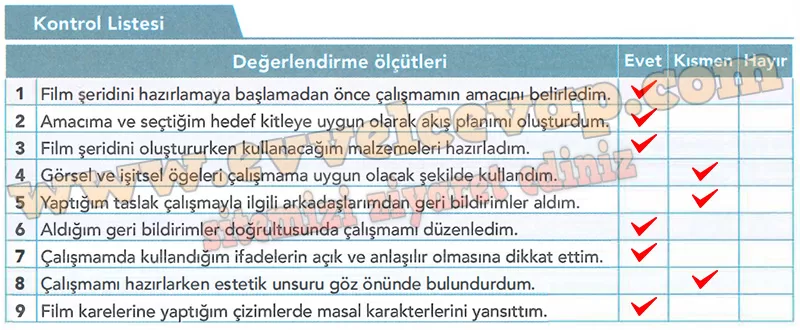 Kontrol Listesi
Değerlendirme ölçütleri Evet Kısmen Hayır
1 Film şeridini hazırlamaya başlamadan önce çalışmamın amacını belirledim.
2 Amacıma ve seçtiğim hedef kitleye uygun olarak akış planımı oluşturdum.
3 Film şeridini oluştururken kullanacağım malzemeleri hazırladım.
4 Görsel ve işitsel ögeleri çalışmama uygun olacak şekilde kullandım.
5 Yaptığım taslak çalışmayla ilgili arkadaşlarımdan geri bildirimler aldım.
6 Aldığım geri bildirimler doğrultusunda çalışmamı düzenledim.
7 Çalışmamda kullandığım ifadelerin açık ve anlaşılır olmasına dikkat ettim.
8 Çalışmamı hazırlarken estetik unsuru göz önünde bulundurdum.
9 Film karelerine yaptığım çizimlerde masal karakterlerini yansıttım.
www.evvelcevap.com
sitemizi ziyaret ediniz